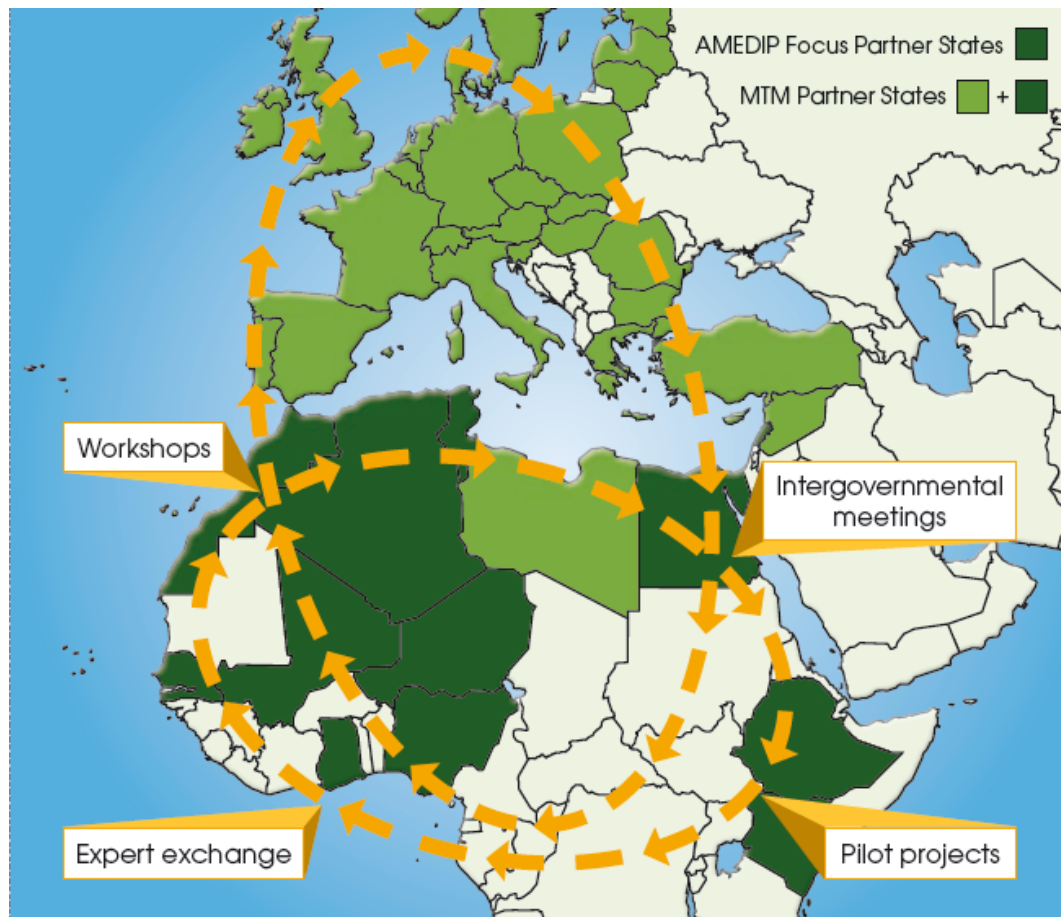 AMEDIP Focus Partner States
MTM Partner States +
Workshops
Intergovernmental
meetings
Expert exchange
Pilot projects